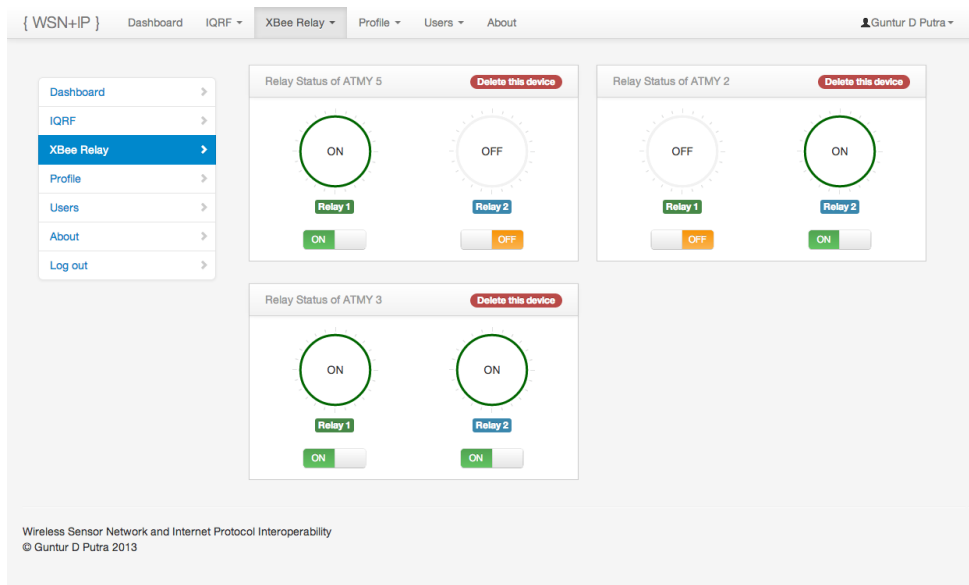 { WSN+IP } Dashboard IQRF XBee Relay Profile Users About Guntur D Putra
Dashboard
IQRF
XBee Relay
Profile
Users
About
Log out
Relay Status of ATMY 5 Delete this device
ON OFF
Relay 1 Relay 2
ON OFF
Relay Status of ATMY 2 Delete this device
OFF ON
Relay 1 Relay 2
OFF ON
Relay Status of ATMY 3 Delete this device
ON ON
Relay 1 Relay 2
ON ON
Wireless Sensor Network and Internet Protocol Interoperability
© Guntur D Putra 2013